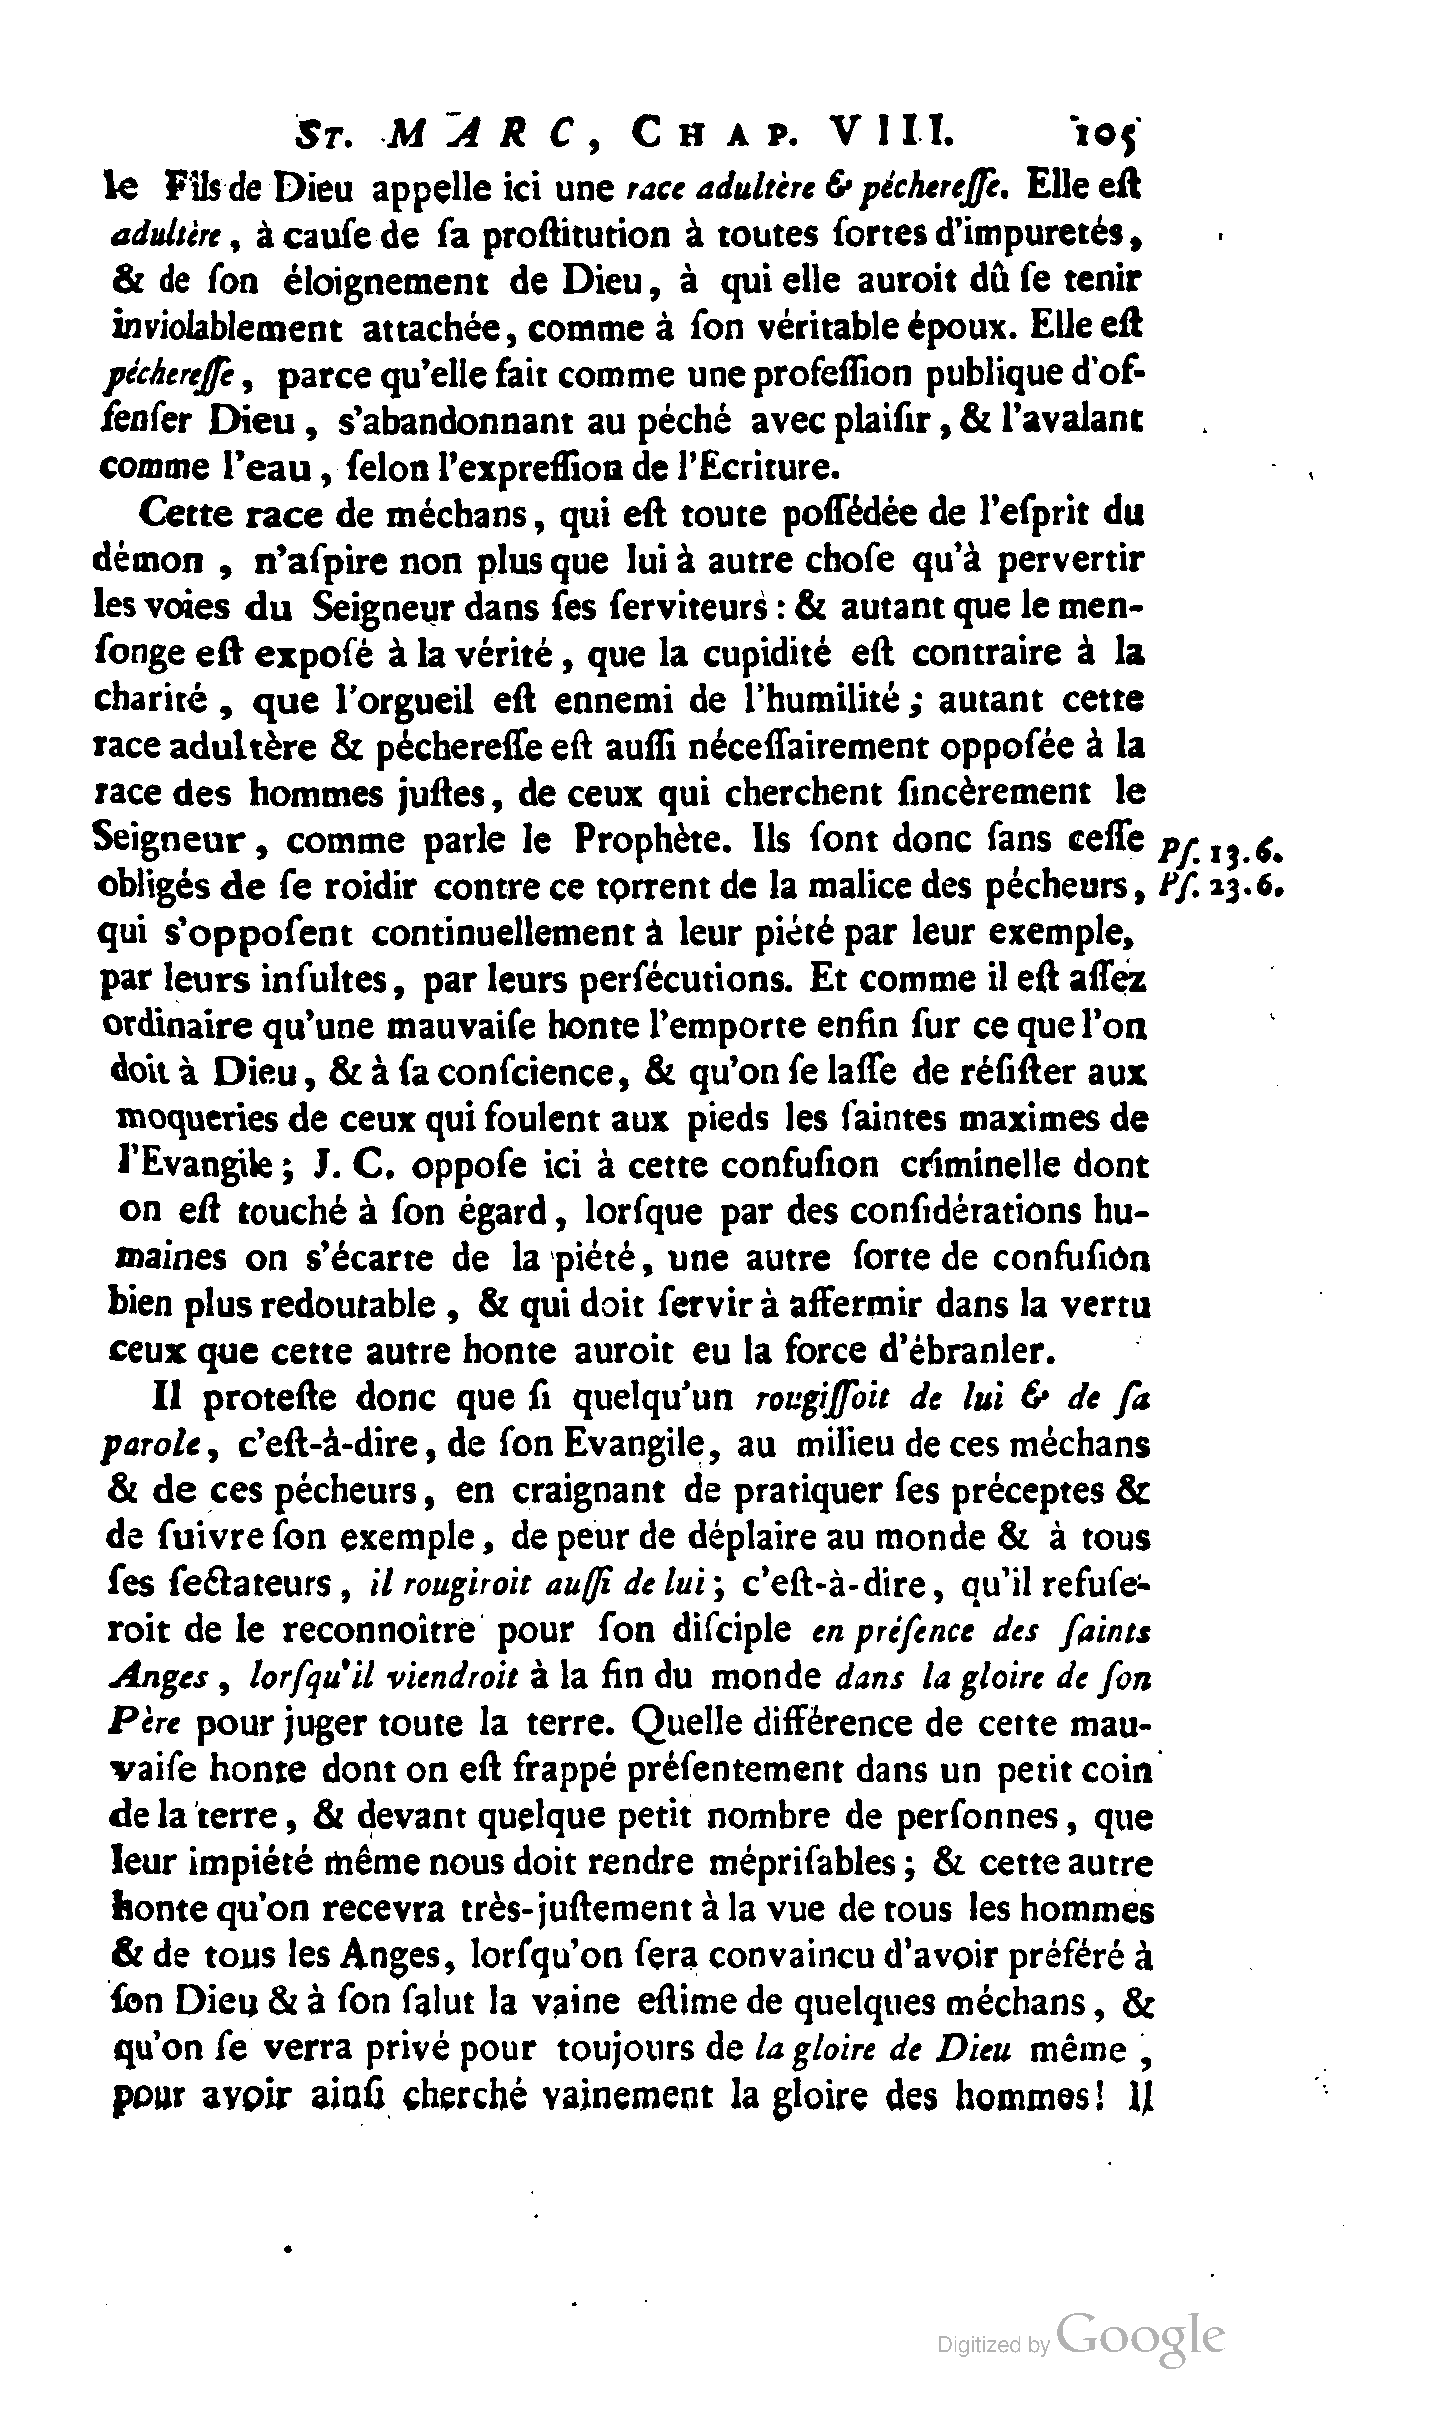 ST. MARC, CHAP. VIII. 105
le Fils de Dieu appelle ici une race adultère & péchereſſe. Elle eſt
adultère, à cauſe de ſa proſtitution à toutes ſortes d'impuretés,
& de ſon éloignement de Dieu, à qui elle auroit dû ſe tenir
inviolablement attachée, comme à ſon véritable époux. Elle eſt
péchereſſe, parce qu'elle fait comme une profeſſion publique d'of-
fenſer Dieu, s'abandonnant au péché avec plaiſir, & l'avalant
comme l'eau, ſelon l'expreſſion de l'Ecriture.
Cette race de méchans, qui eſt toute poſſédée de l'eſprit du
démon, n'aſpire non plus que lui à autre choſe qu'à pervertir
les voies du Seigneur dans ſes ſerviteurs : & autant que le men-
ſonge eſt expoſé à la vérité, que la cupidité eſt contraire à la
charité, que l'orgueil eſt ennemi de l'humilité; autant cette
race adultère & péchereſſe eſt auſſi néceſſairement oppoſée à la
race des hommes juſtes, de ceux qui cherchent ſincèrement le
Seigneur, comme parle le Prophète. Ils ſont donc ſans ceſſe Pſ. 13.6.
obligés de ſe roidir contre ce torrent de la malice des pécheurs, Pſ. 23.6.
qui s'oppoſent continuellement à leur piété par leur exemple,
par leurs inſultes, par leurs perſécutions. Et comme il eſt aſſez
ordinaire qu'une mauvaiſe honte l'emporte enfin ſur ce que l'on
doit à Dieu, & à ſa conſcience, & qu'on ſe laſſe de réſiſter aux
moqueries de ceux qui foulent aux pieds les ſaintes maximes de
l'Evangile; J. C. oppoſe ici à cette confuſion criminelle dont
on eſt touché à ſon égard, lorſque par des conſidérations hu-
maines on s'écarte de la piété, une autre ſorte de confuſion
bien plus redoutable, & qui doit ſervir à affermir dans la vertu
ceux que cette autre honte auroit eu la force d'ébranler.
Il proteſte donc que ſi quelqu'un rougiſſoit de lui & de ſa
parole, c'eſt-à-dire, de ſon Evangile, au milieu de ces méchans
& de ces pécheurs, en craignant de pratiquer ſes préceptes &
de ſuivre ſon exemple, de peur de déplaire au monde & à tous
ſes ſectateurs, il rougiroit auſſi de lui; c'eſt-à-dire, qu'il refuſe-
roit de le reconnoître pour ſon diſciple en préſence des ſaints
Anges, lorſqu'il viendroit à la fin du monde dans la gloire de ſon
Père pour juger toute la terre. Quelle différence de cette mau-
vaiſe honte dont on eſt frappé préſentement dans un petit coin
de la terre, & devant quelque petit nombre de perſonnes, que
leur impiété même nous doit rendre mépriſables; & cette autre
honte qu'on recevra très-juſtement à la vue de tous les hommes
& de tous les Anges, lorſqu'on ſera convaincu d'avoir préféré à
ſon Dieu & à ſon ſalut la vaine eſtime de quelques méchans, &
qu'on ſe verra privé pour toujours de la gloire de Dieu même,
pour avoir ainſi cherché vainement la gloire des hommes! Il
Digitized by Google